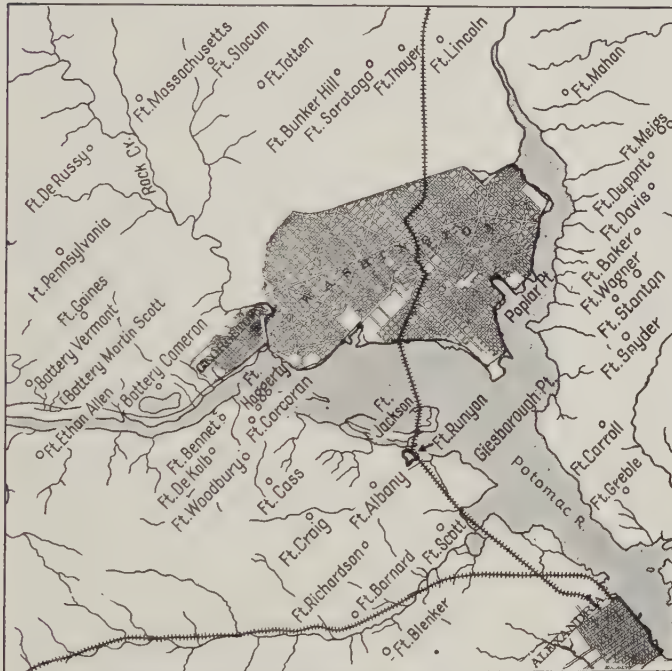 Ft. Massachusetts
Ft. Slocum
Ft. Totten
Ft. Bunker Hill
Ft. Saratoga
Ft. Thayer
Ft. Lincoln
Ft. Mahan
Ft. Meigs
Ft. Dupont
Ft. Davis
Ft. Baker
Ft. Wagner
Ft. Stanton
Ft. Snyder
Ft. De Russy
Rock Cr.
Ft. Pennsylvania
Ft. Gaines
Battery Vermont
Battery Martin Scott
Battery Cameron
WASHINGTON
Poplar Pt.
Ft. Ethan Allen
Ft. Bennet
Ft. De Kalb
Ft. Woodbury
Ft. Haggerty
Ft. Corcoran
Ft. Cass
Ft. Craig
Ft. Jackson
Ft. Runyon
Ft. Albany
Giesborough Pt.
Potomac R.
Ft. Carroll
Ft. Greble
Ft. Richardson
Ft. Barnard
Ft. Scott
Ft. Blenker
ALEXANDRIA